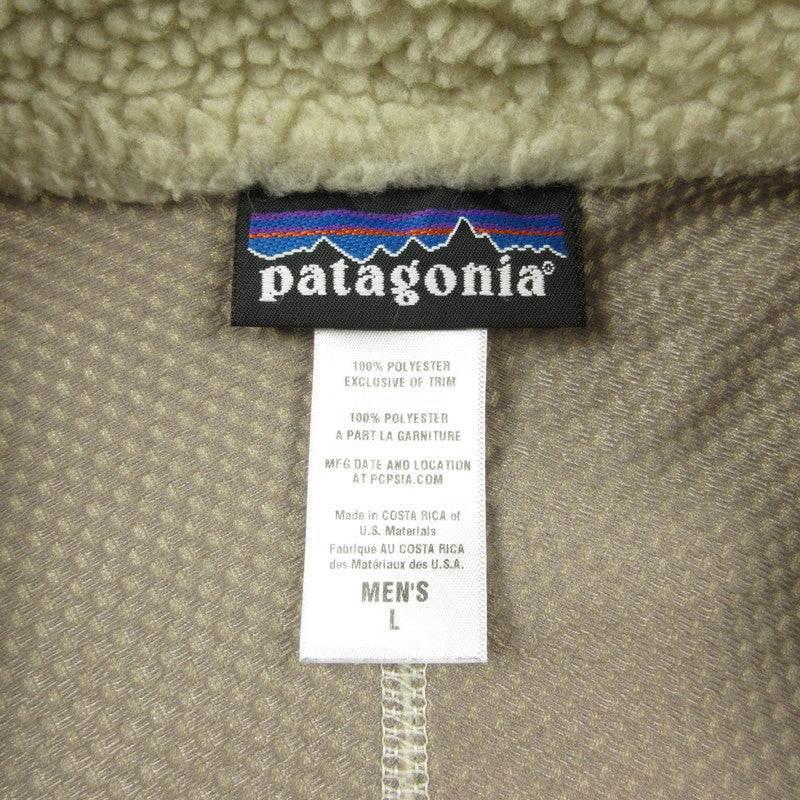 patagonia®
100% POLYESTER
EXCLUSIVE OF TRIM
100% POLYESTER
A PART LA GARNITURE
MFG DATE AND LOCATION
AT PCPSIA.COM
Made in COSTA RICA of
U.S. Materials
Fabriqué AU COSTA RICA
des Matériaux des U.S.A.
MEN'S
L